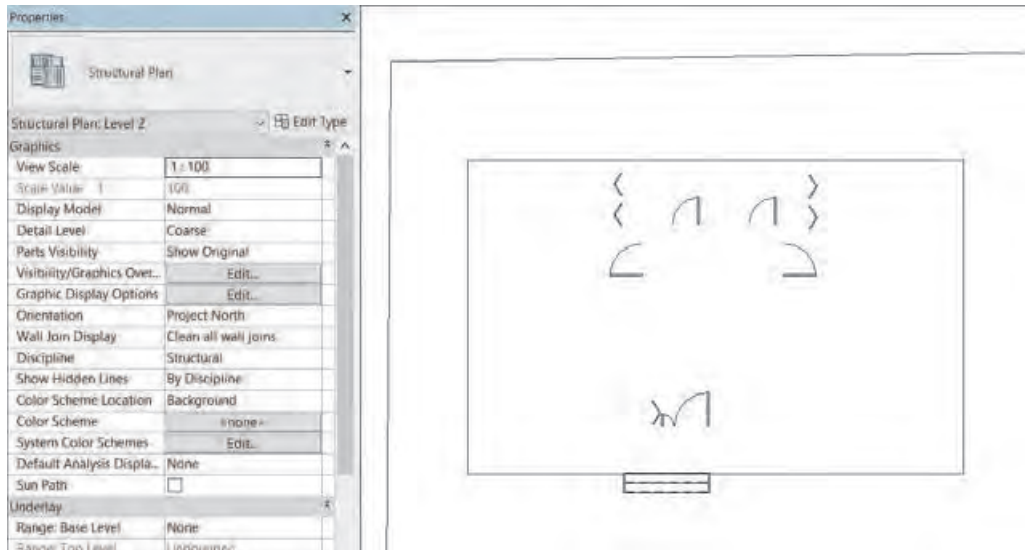 Properties
Structural Plan
Structural Plan: Level 2 Edit Type
Graphics
View Scale 1 : 100
Scale Value 1: 100
Display Model Normal
Detail Level Coarse
Parts Visibility Show Original
Visibility/Graphics Over... Edit...
Graphic Display Options Edit...
Orientation Project North
Wall Join Display Clean all wall joins
Discipline Structural
Show Hidden Lines By Discipline
Color Scheme Location Background
Color Scheme <none>
System Color Schemes Edit...
Default Analysis Displa... None
Sun Path
Underlay
Range: Base Level None
Range: Top Level